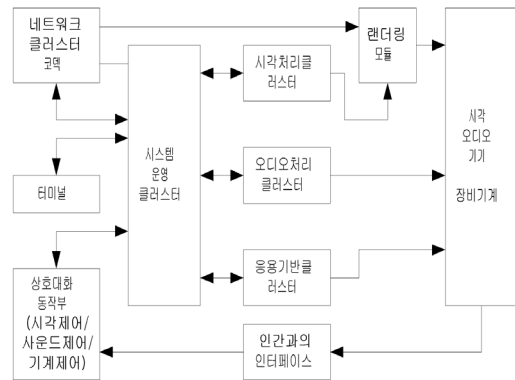 네트워크
클러스터
코덱
랜더링
모듈
시각처리클
러스터
시각
오디오
기기
장비기계
시스템
운영
클러스터
오디오처리
클러스터
터미널
응용기반클
러스터
상호대화
동작부
(시각제어/
사운드제어/
기계제어)
인간과의
인터페이스